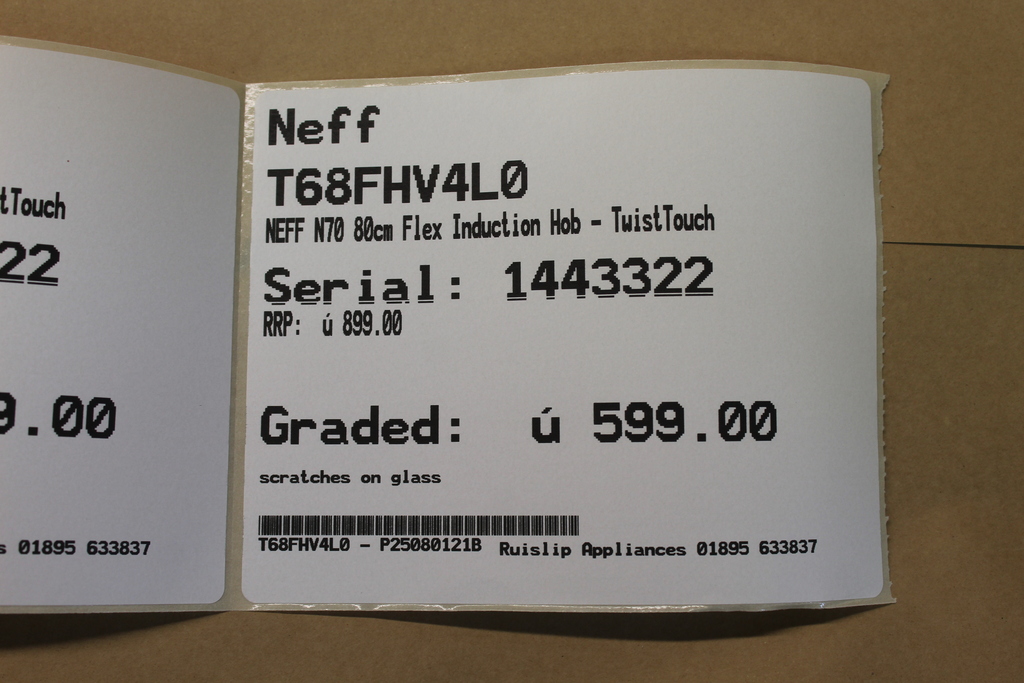 tTouch
22
9.00
s 01895 633837
Neff
T68FHV4L0
NEFF N70 80cm Flex Induction Hob - TwistTouch
Serial: 1443322
RRP: ú 899.00
Graded: ú 599.00
scratches on glass
T68FHV4L0 - P25080121B Ruislip Appliances 01895 633837